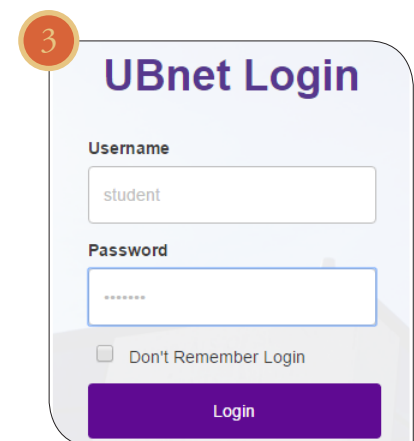 3
UBnet Login
Username
student
Password
•••••••
Don't Remember Login
Login